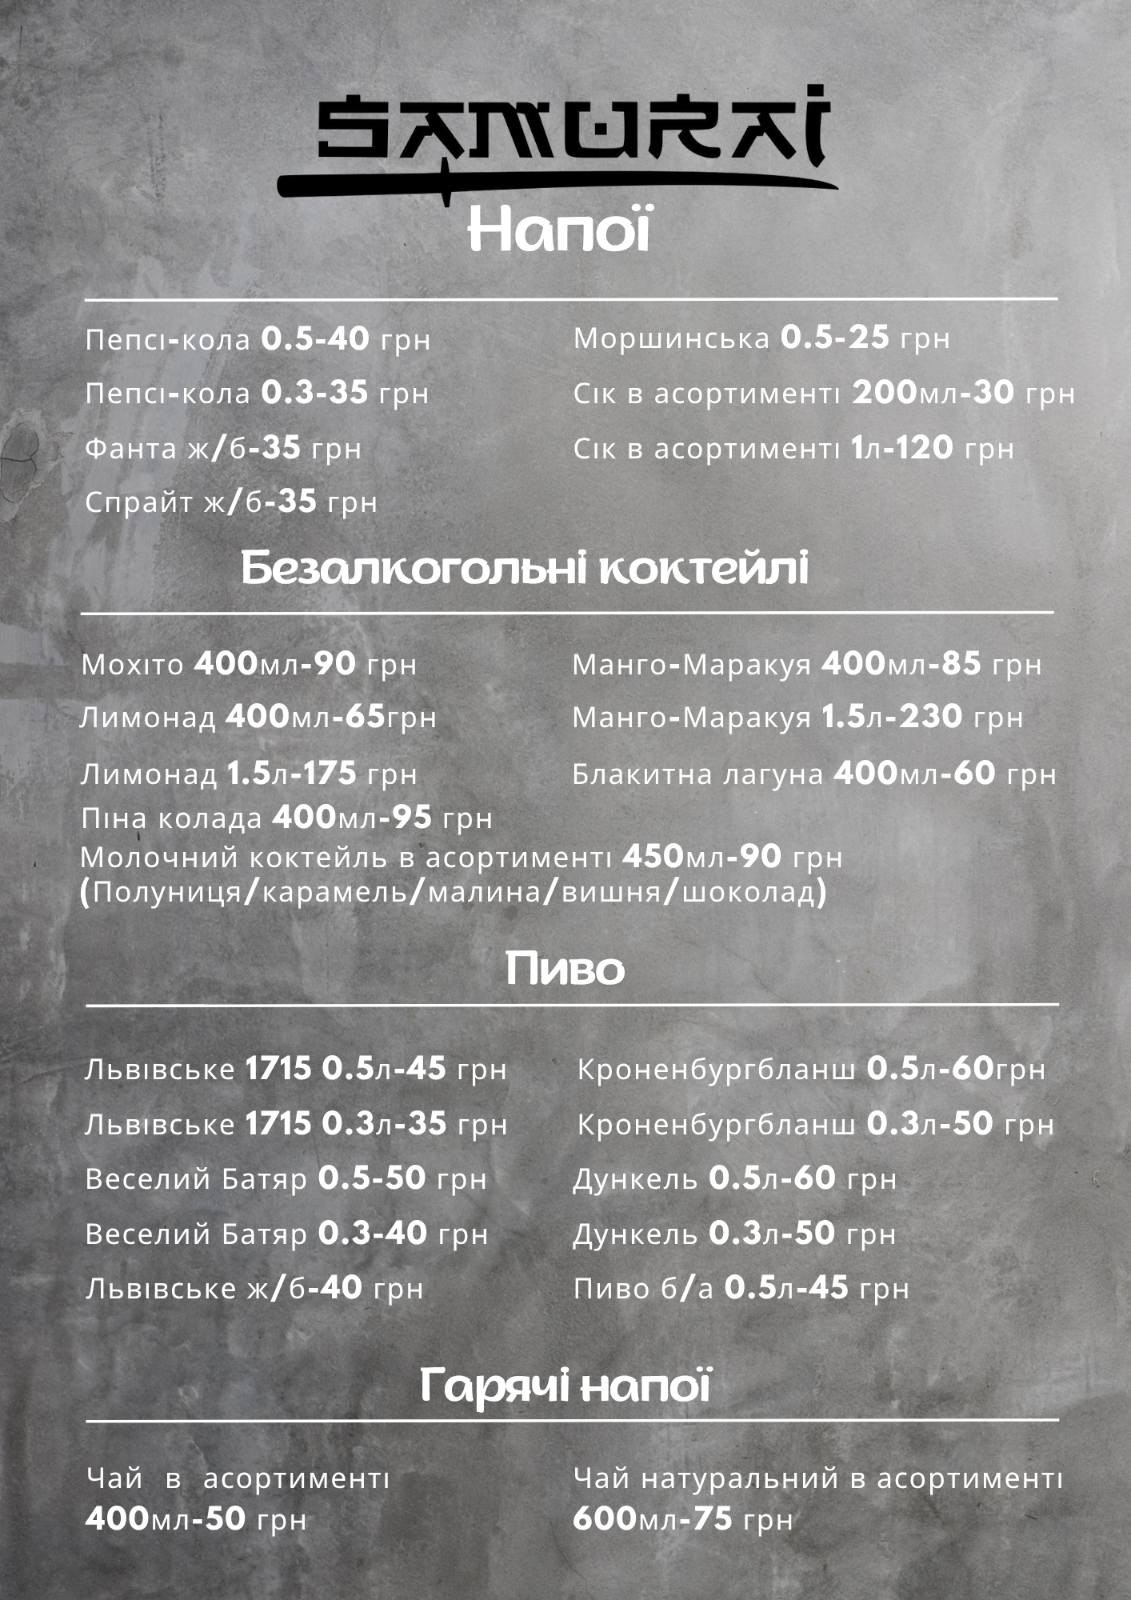 SAMURAI
Напої
Пепсі-кола 0.5-40 грн
Пепсі-кола 0.3-35 грн
Фанта ж/б-35 грн
Спрайт ж/б-35 грн
Моршинська 0.5-25 грн
Сік в асортименті 200мл-30 грн
Сік в асортименті 1л-120 грн
Безалкогольні коктейлі
Мохіто 400мл-90 грн
Лимонад 400мл-65грн
Лимонад 1.5л-175 грн
Піна колада 400мл-95 грн
Манго-Маракуя 400мл-85 грн
Манго-Маракуя 1.5л-230 грн
Блакитна лагуна 400мл-60 грн
Молочний коктейль в асортименті 450мл-90 грн
(Полуниця/карамель/малина/вишня/шоколад)
Пиво
Львівське 1715 0.5л-45 грн
Львівське 1715 0.3л-35 грн
Веселий Батяр 0.5-50 грн
Веселий Батяр 0.3-40 грн
Львівське ж/б-40 грн
Кроненбургбланш 0.5л-60грн
Кроненбургбланш 0.3л-50 грн
Дункель 0.5л-60 грн
Дункель 0.3л-50 грн
Пиво б/а 0.5л-45 грн
Гарячі напої
Чай в асортименті
400мл-50 грн
Чай натуральний в асортименті
600мл-75 грн